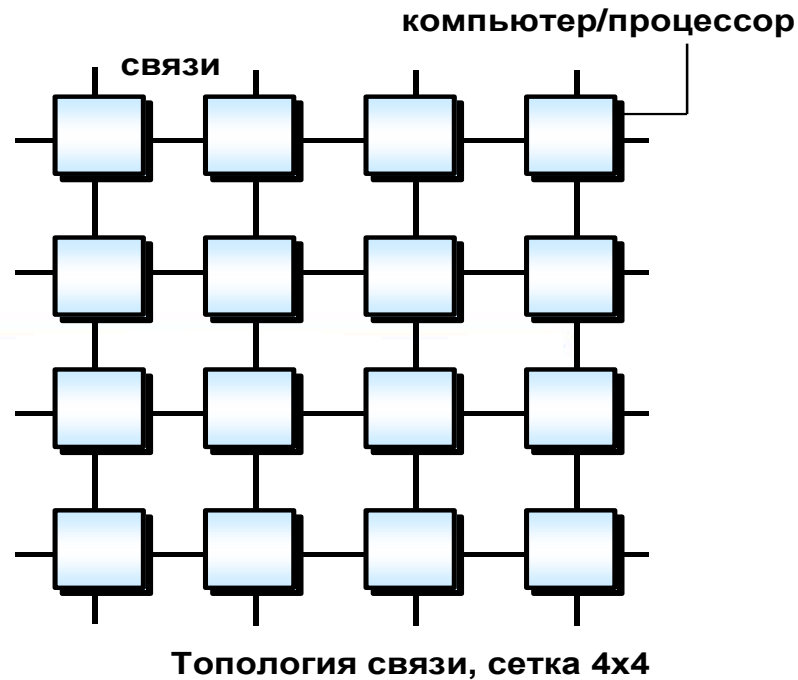 компьютер/процессор
связи
Топология связи, сетка 4x4